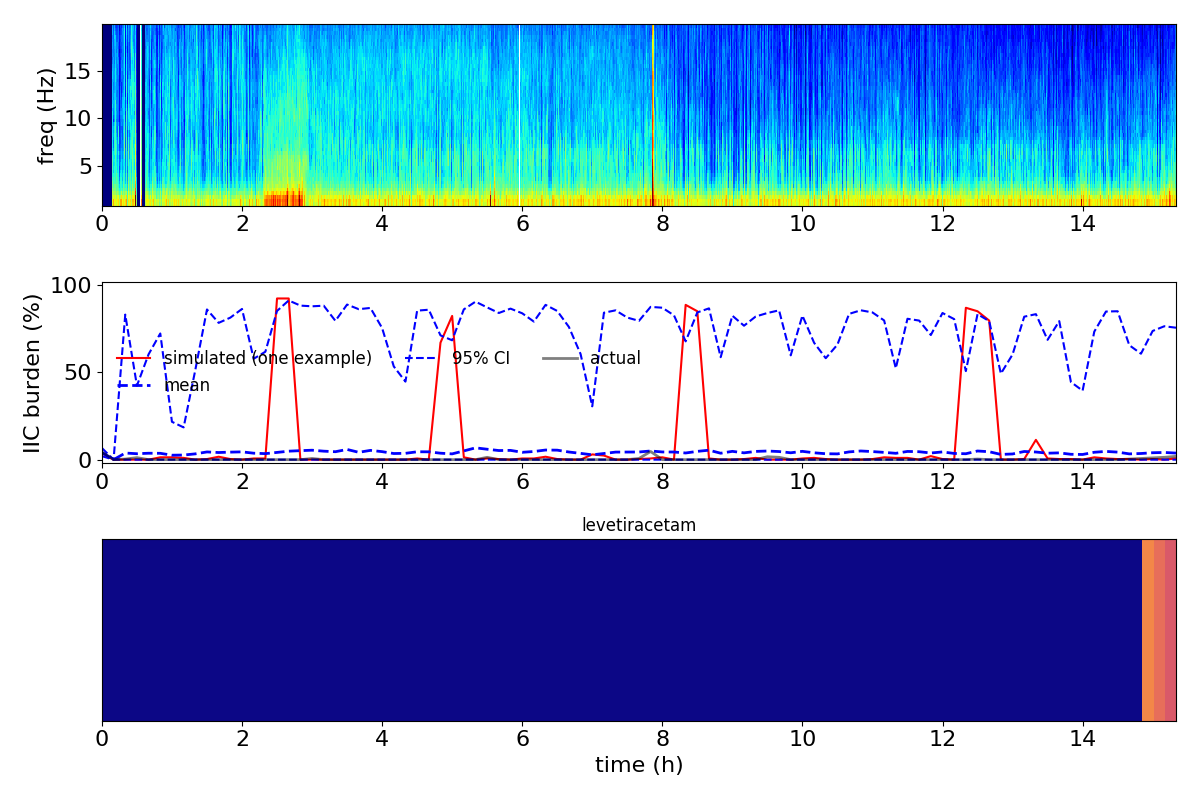 freq (Hz)
15
10
5
0 2 4 6 8 10 12 14
IIC burden (%)
100
50
0
simulated (one example) 95% CI actual
mean
0 2 4 6 8 10 12 14
levetiracetam
0 2 4 6 8 10 12 14
time (h)